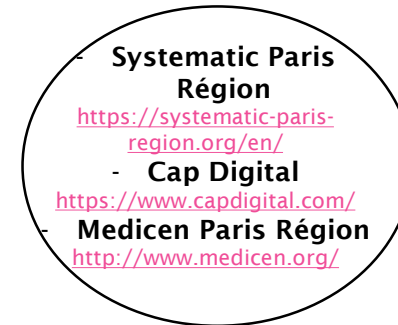 - Systematic Paris
Région
https://systematic-paris-
region.org/en/
- Cap Digital
https://www.capdigital.com/
- Medicen Paris Région
http://www.medicen.org/